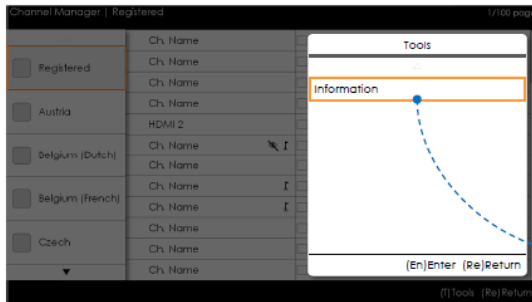 Channel Manager | Registered
1/100 page
Registered
Austria
Belgium (Dutch)
Belgium (French)
Czech
Ch. Name
Ch. Name
Ch. Name
Ch. Name
HDMI 2
Ch. Name
Ch. Name
Ch. Name
Ch. Name
Ch. Name
Ch. Name
Ch. Name
Tools
Information
(En)Enter (Re)Return
(T)Tools (Re)Return